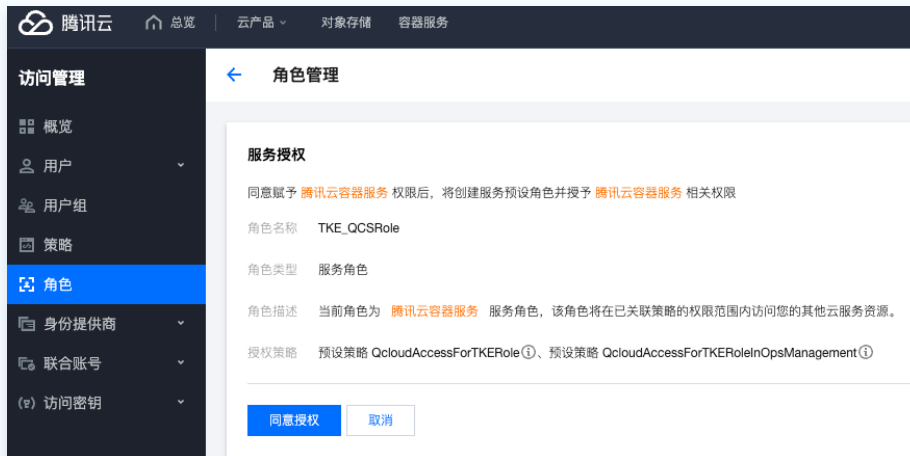 腾讯云 总览 云产品 对象存储 容器服务
访问管理
概览
用户
用户组
策略
角色
身份提供商
联合账号
访问密钥
角色管理
服务授权
同意赋予 腾讯云容器服务 权限后，将创建服务预设角色并授予 腾讯云容器服务 相关权限
角色名称 TKE_QCSRole
角色类型 服务角色
角色描述 当前角色为 腾讯云容器服务 服务角色，该角色将在已关联策略的权限范围内访问您的其他云服务资源。
授权策略 预设策略 QcloudAccessForTKERole、预设策略 QcloudAccessForTKERoleInOpsManagement
同意授权 取消